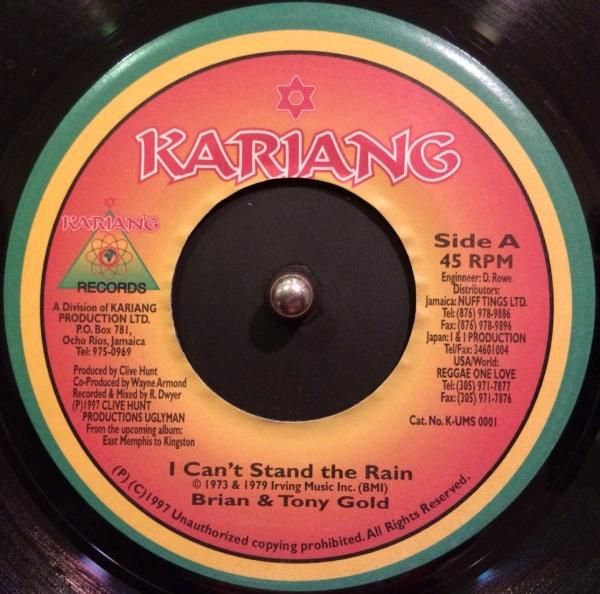 KARIANG
KARIANG
RECORDS
A Division of KARIANG
PRODUCTION LTD.
P.O. Box 781,
Ocho Rios, Jamaica
Tel: 975-0969
Produced by Clive Hunt
Co-Produced by Wayne Armond
Recorded & Mixed by R. Dwyer
(P)1997 CLIVE HUNT
PRODUCTIONS UGLYMAN
From the upcoming album:
East Memphis to Kingston
Side A
45 RPM
Enginneer: D. Rowe
Distributors:
Jamaica: NUFF TINGS LTD.
Tel: (876) 978-9886
Fax: (876) 978-9896
Japan: I & I PRODUCTION
Tel/Fax: 34601004
USA/World:
REGGAE ONE LOVE
Tel: (305) 971-7877
Fax: (305) 971-7876
Cat. No. K-UMS 0001
I Can't Stand the Rain
© 1973 & 1979 Irving Music Inc. (BMI)
Brian & Tony Gold
(P) (C)1997 Unauthorized copying prohibited. All Rights Reserved.